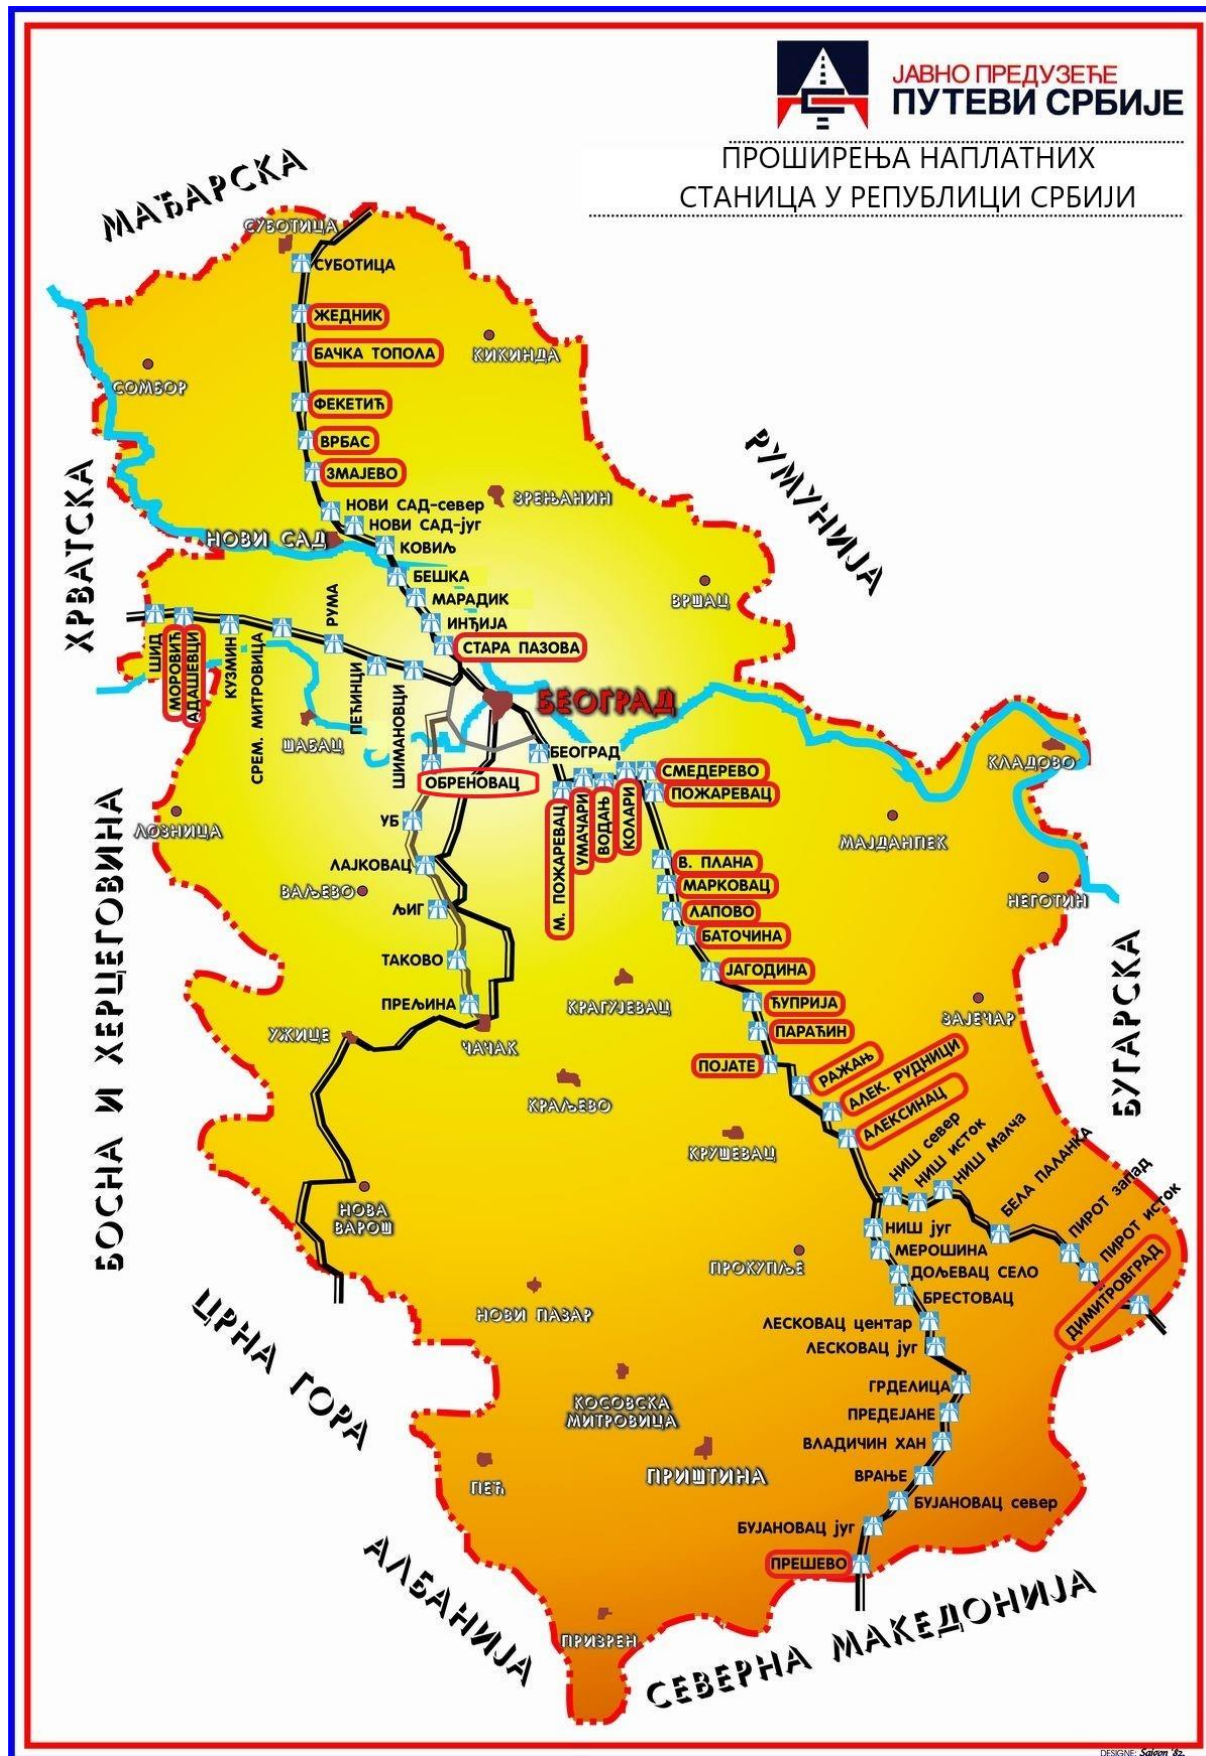 ЈАВНО ПРЕДУЗЕЋЕ
ПУТЕВИ СРБИЈЕ
ПРОШИРЕЊА НАПЛАТНИХ
СТАНИЦА У РЕПУБЛИЦИ СРБИЈИ
МАЂАРСКА
СУБОТИЦА
СУБОТИЦА
ЖЕДНИК
БАЧКА ТОПОЛА
КИКИНДА
СОМБОР
ФЕКЕТИЋ
ВРБАС
ЗМАЈЕВО
РУМУНИЈА
ХРВАТСКА
ЗРЕЊАНИН
НОВИ САД-север
НОВИ САД-југ
НОВИ САД
КОВИЉ
БЕШКА
МАРАДИК
ИНЂИЈА
СТАРА ПАЗОВА
ВРШАЦ
ШИД
МОРОВИЋ
АДАШЕВЦИ
КУЗМИН
СРЕМ. МИТРОВИЦА
РУМА
ПЕЋИНЦИ
ШИМАНОВЦИ
БЕОГРАД
ШАБАЦ
БЕОГРАД
ОБРЕНОВАЦ
СМЕДЕРЕВО
ПОЖАРЕВАЦ
М. ПОЖАРЕВАЦ
УМЧАРИ
ВОДАЊ
КОЛАРИ
КЛАДОВО
ЛОЗНИЦА
УБ
МАЈДАНПЕК
ЛАЈКОВАЦ
В. ПЛАНА
МАРКОВАЦ
ВАЉЕВО
НЕГОТИН
ЉИГ
ЛАПОВО
БАТОЧИНА
ТАКОВО
ЈАГОДИНА
БОСНА И ХЕРЦЕГОВИНА
БУГАРСКА
КРАГУЈЕВАЦ
ПРЕЉИНА
ЋУПРИЈА
ЗАЈЕЧАР
УЖИЦЕ
ЧАЧАК
ПАРАЋИН
ПОЈАТЕ
РАЖАЊ
АЛЕК. РУДНИЦИ
АЛЕКСИНАЦ
КРАЉЕВО
КРУШЕВАЦ
НИШ север
НИШ исток
НИШ Малча
БЕЛА ПАЛАНКА
ПИРОТ запад
ПИРОТ исток
ДИМИТРОВГРАД
НОВА
ВАРОШ
НИШ југ
МЕРОШИНА
ПРОКУПЉЕ
ДОЉЕВАЦ СЕЛО
БРЕСТОВАЦ
НОВИ ПАЗАР
ЛЕСКОВАЦ центар
ЛЕСКОВАЦ југ
ЦРНА ГОРА
ГРДЕЛИЦА
КОСОВСКА
МИТРОВИЦА
ПРЕДЕЈАНЕ
ВЛАДИЧИН ХАН
ПРИШТИНА
ПЕЋ
ВРАЊЕ
БУЈАНОВАЦ север
БУЈАНОВАЦ југ
ПРЕШЕВО
АЛБАНИЈА
ПРИЗРЕН
СЕВЕРНА МАКЕДОНИЈА
DESIGNE: Saigon '82.